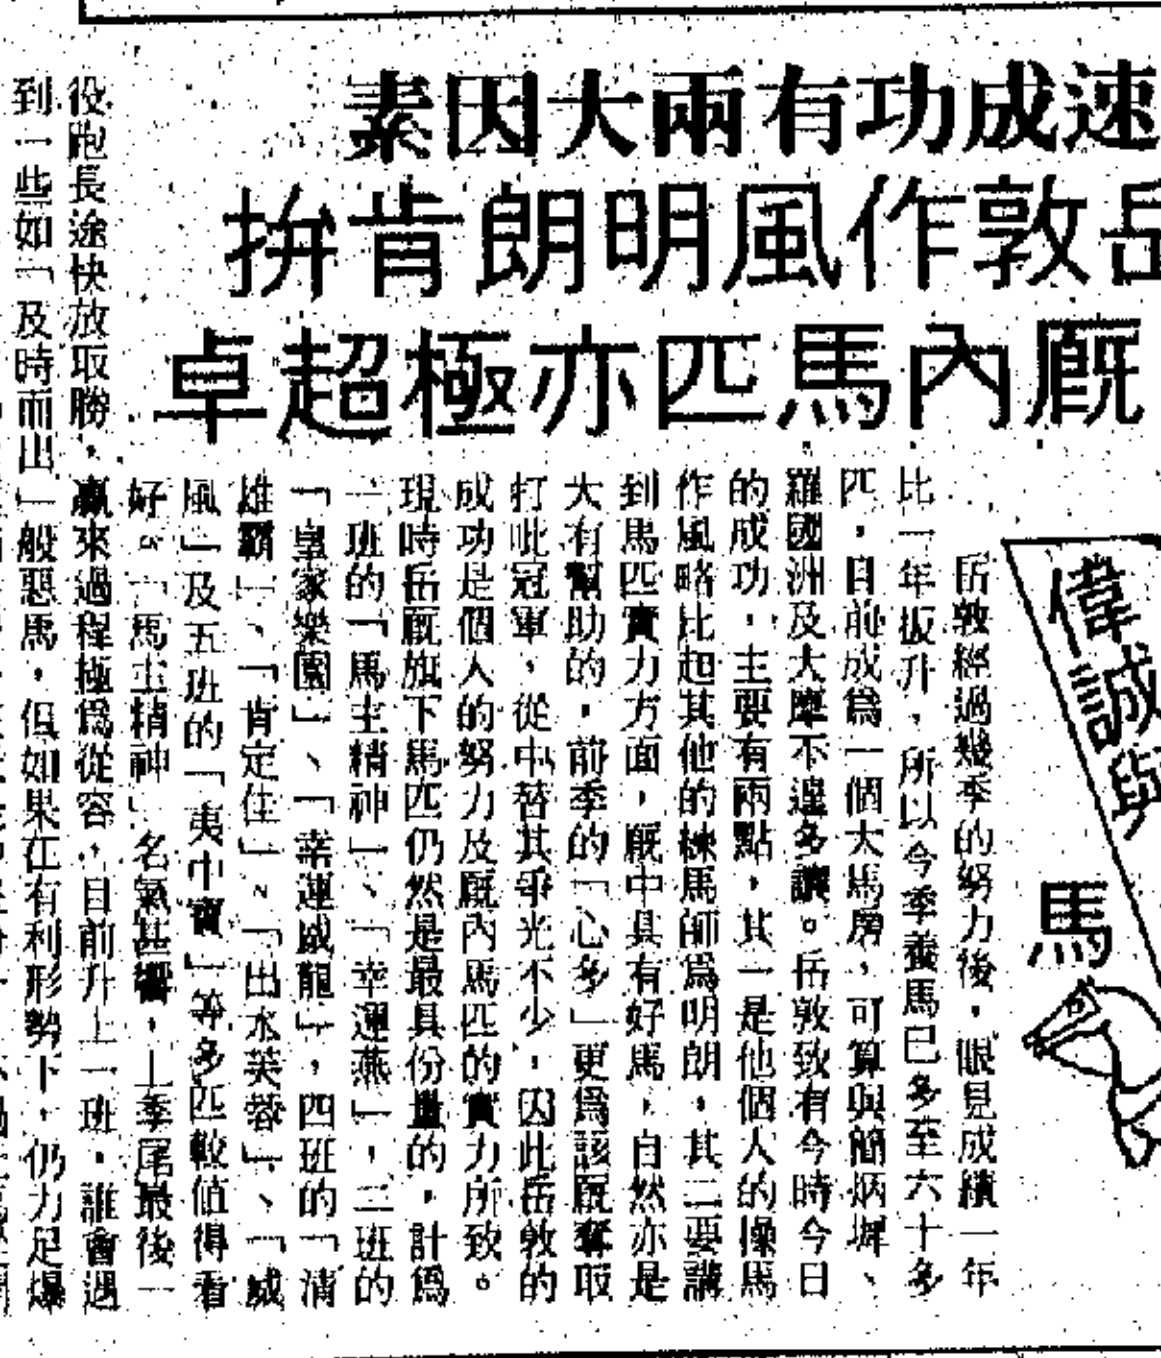 速成功有兩大因素
岳敦作風明朗肯拚
廐內馬匹亦極超卓
偉誠與
馬
岳敦經過幾季的努力後，眼見成績一年
比一年扳升，所以今季養馬已多至六十多
匹，目前成爲一個大馬房，可算與簡炳墀、
羅國洲及大摩不遑多讓。岳敦致有今時今日
的成功，主要有兩點，其一是他個人的操馬
作風略比起其他的練馬師爲明朗，其二要講
到馬匹實力方面，廐中具有好馬，自然亦是
大有幫助的，前季的「心多」更爲該廐奪取
打吡冠軍，從中替其爭光不少，因此岳敦的
成功是個人的努力及廐內馬匹的實力所致。
現時岳廐旗下馬匹仍然是最具份量的，計爲
一班的「馬主精神」、「幸運燕」，二班的
「皇家樂園」、「幸運威龍」，四班的「清
雄霸」、「肯定住」、「出水芙蓉」、「威
風」及五班的「夷中寶」等多匹較値得看
好。「馬主精神」名氣甚響，上季尾最後一
役跑長途快放取勝，贏來過程極爲從容，目前升上一班，誰會遇
到一些如「及時而出」般惡馬，但如果在有利形勢下，仍力足爆